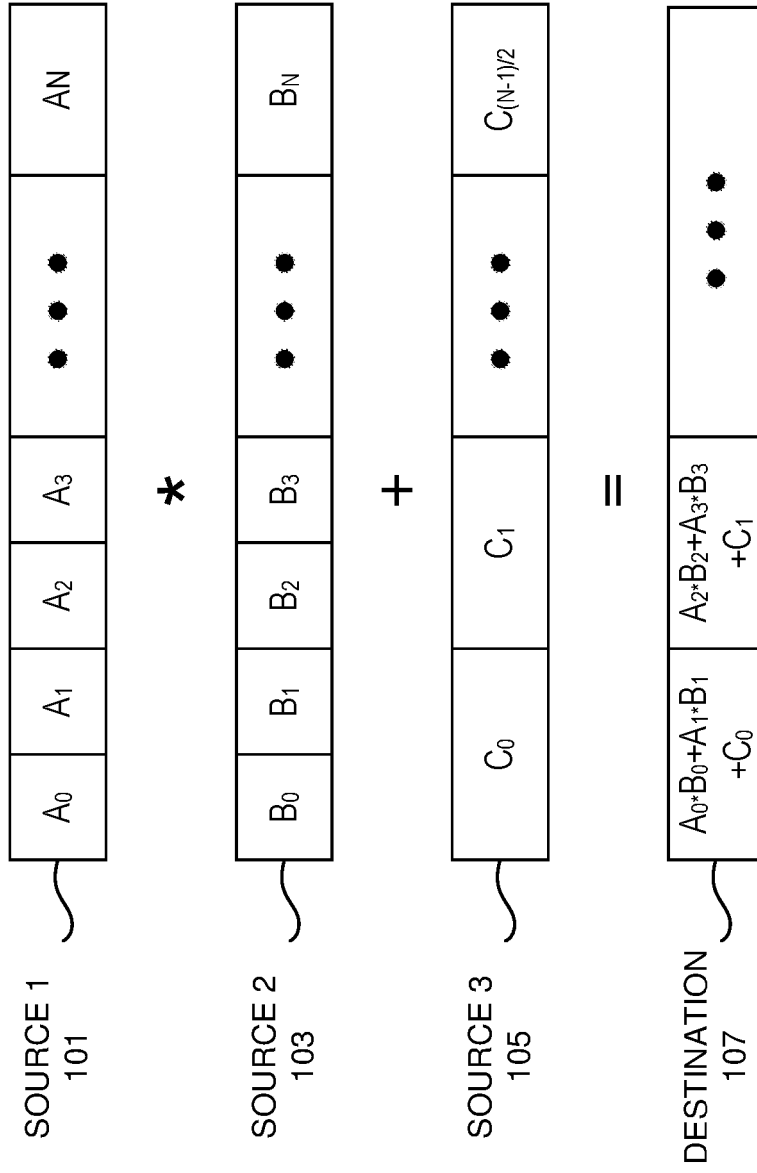 SOURCE 1
101
A0 A1 A2 A3 AN
*
SOURCE 2
103
B0 B1 B2 B3 BN
+
SOURCE 3
105
C0 C1 C(N-1)/2
=
DESTINATION
107
A0*B0+A1*B1
+C0
A2*B2+A3*B3
+C1